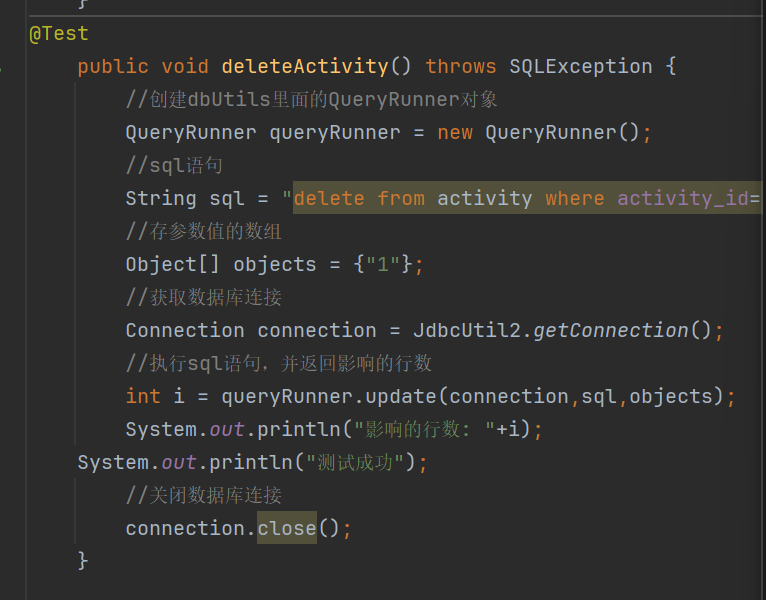 }
@Test
public void deleteActivity() throws SQLException {
//创建dbUtils里面的QueryRunner对象
QueryRunner queryRunner = new QueryRunner();
//sql语句
String sql = "delete from activity where activity_id=
//存参数值的数组
Object[] objects = {"1"};
//获取数据库连接
Connection connection = JdbcUtil2.getConnection();
//执行sql语句，并返回影响的行数
int i = queryRunner.update(connection,sql,objects);
System.out.println("影响的行数: "+i);
System.out.println("测试成功");
//关闭数据库连接
connection.close();
}